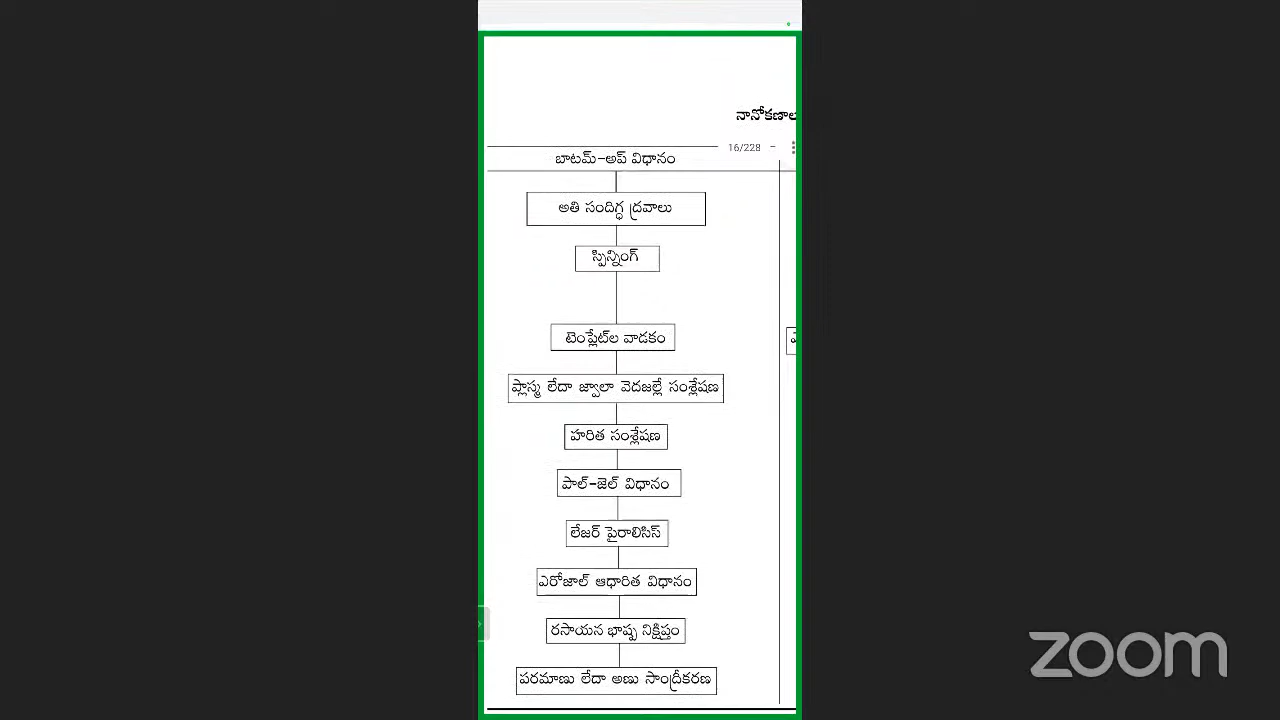 నానోకణాల
16/228
బాటమ్-అప్ విధానం
అతి సందిగ్ధ ద్రవాలు
స్పిన్నింగ్
టెంప్లేట్‌ల వాడకం
ప్లాస్మ లేదా జ్వాలా వెదజల్లే సంశ్లేషణ
హరిత సంశ్లేషణ
పాల్-జెల్ విధానం
లేజర్ పైరాలిసిస్
ఎరోజాల్ ఆధారిత విధానం
రసాయన భాష్ప నిక్షిప్తం
పరమాణు లేదా అణు సాంద్రీకరణ
zoom